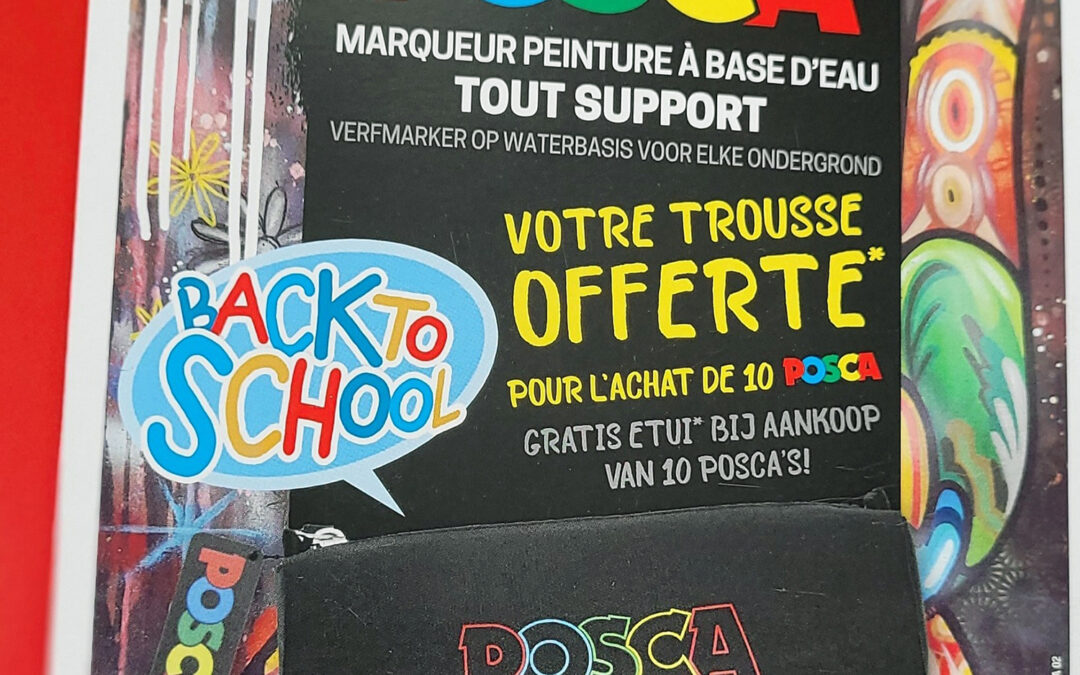 POSCA
MARQUEUR PEINTURE À BASE D'EAU
TOUT SUPPORT
VERFMARKER OP WATERBASIS VOOR ELKE ONDERGROND
VOTRE TROUSSE
OFFERTE*
POUR L'ACHAT DE 10 POSCA
GRATIS ETUI* BIJ AANKOOP
VAN 10 POSCA'S!
BACK TO
SCHOOL
POSC
POSCA